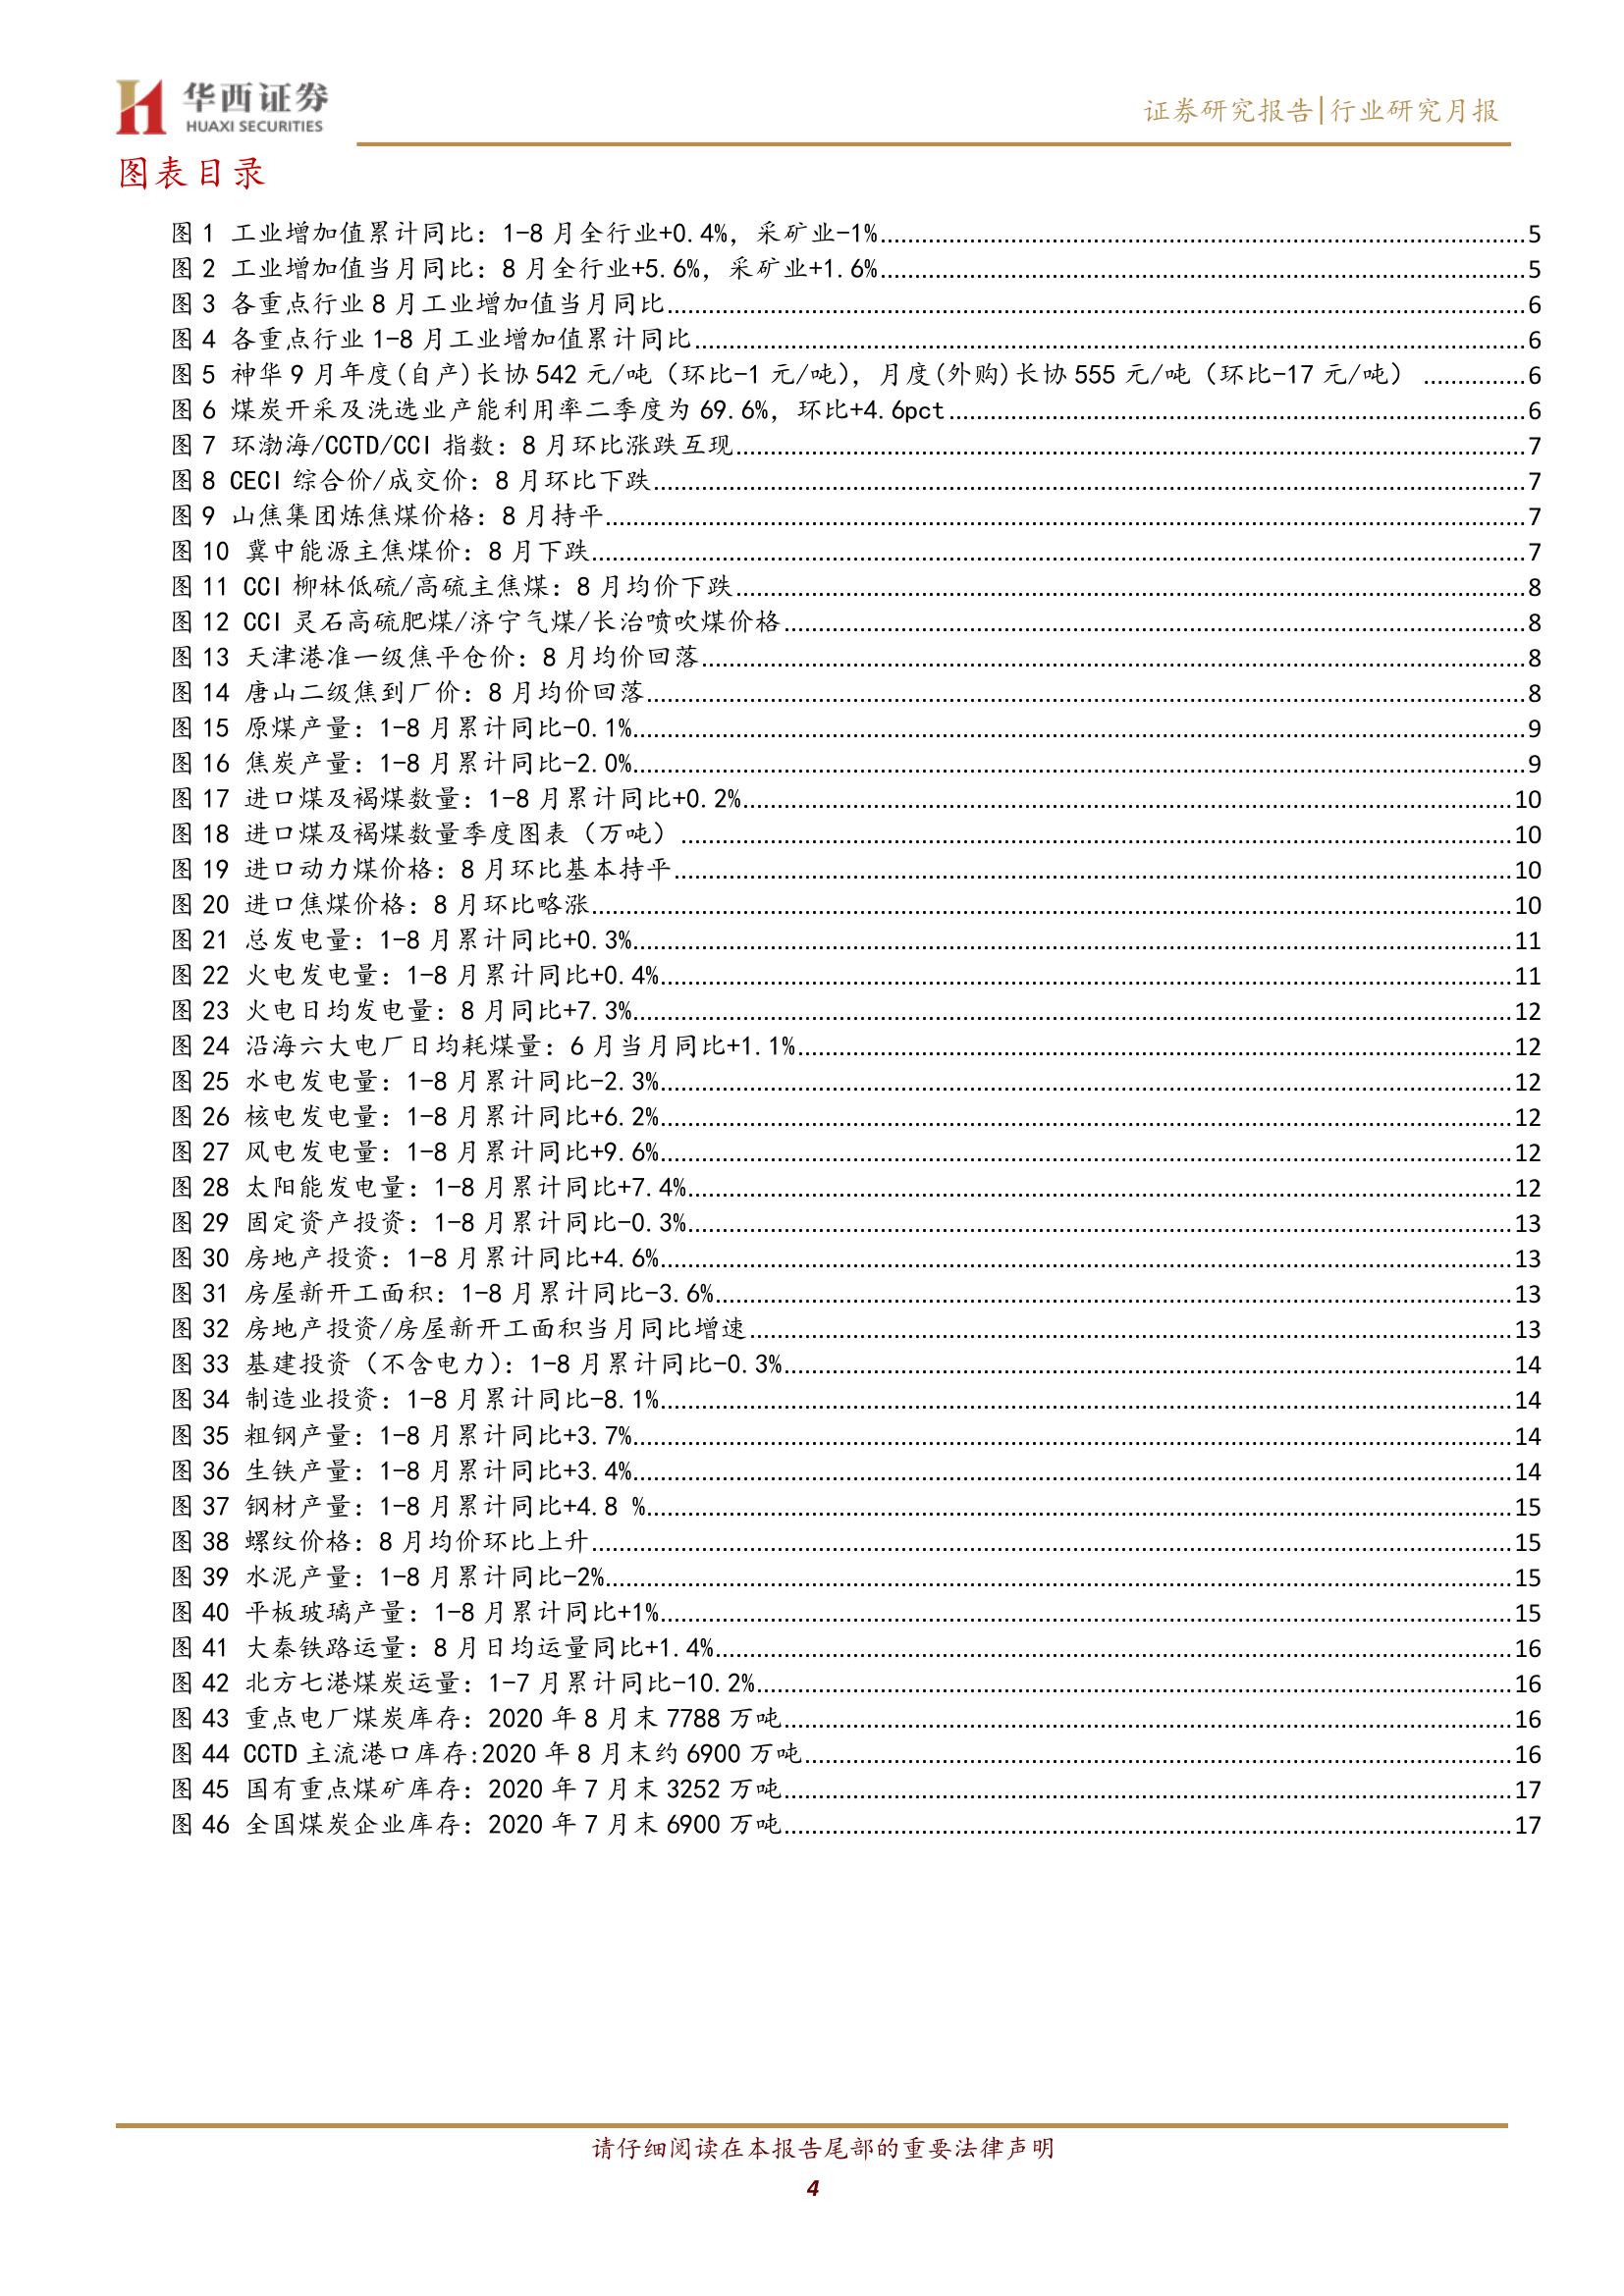 华西证券
HUAXI SECURITIES
证券研究报告|行业研究月报
图表目录
图 1 工业增加值累计同比：1-8 月全行业+0.4%，采矿业-1%........5
图 2 工业增加值当月同比：8 月全行业+5.6%，采矿业+1.6%........5
图 3 各重点行业 8 月工业增加值当月同比........6
图 4 各重点行业 1-8 月工业增加值累计同比........6
图 5 神华 9 月年度(自产)长协 542 元/吨（环比-1 元/吨），月度(外购)长协 555 元/吨（环比-17 元/吨）........6
图 6 煤炭开采及洗选业产能利用率二季度为 69.6%，环比+4.6pct........6
图 7 环渤海/CCTD/CCI 指数：8 月环比涨跌互现........7
图 8 CECI 综合价/成交价：8 月环比下跌........7
图 9 山焦集团炼焦煤价格：8 月持平........7
图 10 冀中能源主焦煤价：8 月下跌........7
图 11 CCI 柳林低硫/高硫主焦煤：8 月均价下跌........8
图 12 CCI 灵石高硫肥煤/济宁气煤/长治喷吹煤价格........8
图 13 天津港准一级焦平仓价：8 月均价回落........8
图 14 唐山二级焦到厂价：8 月均价回落........8
图 15 原煤产量：1-8 月累计同比-0.1%........9
图 16 焦炭产量：1-8 月累计同比-2.0%........9
图 17 进口煤及褐煤数量：1-8 月累计同比+0.2%........10
图 18 进口煤及褐煤数量季度图表（万吨）........10
图 19 进口动力煤价格：8 月环比基本持平........10
图 20 进口焦煤价格：8 月环比略涨........10
图 21 总发电量：1-8 月累计同比+0.3%........11
图 22 火电发电量：1-8 月累计同比+0.4%........11
图 23 火电日均发电量：8 月同比+7.3%........12
图 24 沿海六大电厂日均耗煤量：6 月当月同比+1.1%........12
图 25 水电发电量：1-8 月累计同比-2.3%........12
图 26 核电发电量：1-8 月累计同比+6.2%........12
图 27 风电发电量：1-8 月累计同比+9.6%........12
图 28 太阳能发电量：1-8 月累计同比+7.4%........12
图 29 固定资产投资：1-8 月累计同比-0.3%........13
图 30 房地产投资：1-8 月累计同比+4.6%........13
图 31 房屋新开工面积：1-8 月累计同比-3.6%........13
图 32 房地产投资/房屋新开工面积当月同比增速........13
图 33 基建投资（不含电力）：1-8 月累计同比-0.3%........14
图 34 制造业投资：1-8 月累计同比-8.1%........14
图 35 粗钢产量：1-8 月累计同比+3.7%........14
图 36 生铁产量：1-8 月累计同比+3.4%........14
图 37 钢材产量：1-8 月累计同比+4.8 %........15
图 38 螺纹价格：8 月均价环比上升........15
图 39 水泥产量：1-8 月累计同比-2%........15
图 40 平板玻璃产量：1-8 月累计同比+1%........15
图 41 大秦铁路运量：8 月日均运量同比+1.4%........16
图 42 北方七港煤炭运量：1-7 月累计同比-10.2%........16
图 43 重点电厂煤炭库存：2020 年 8 月末 7788 万吨........16
图 44 CCTD 主流港口库存:2020 年 8 月末约 6900 万吨........16
图 45 国有重点煤矿库存：2020 年 7 月末 3252 万吨........17
图 46 全国煤炭企业库存：2020 年 7 月末 6900 万吨........17
请仔细阅读在本报告尾部的重要法律声明
4